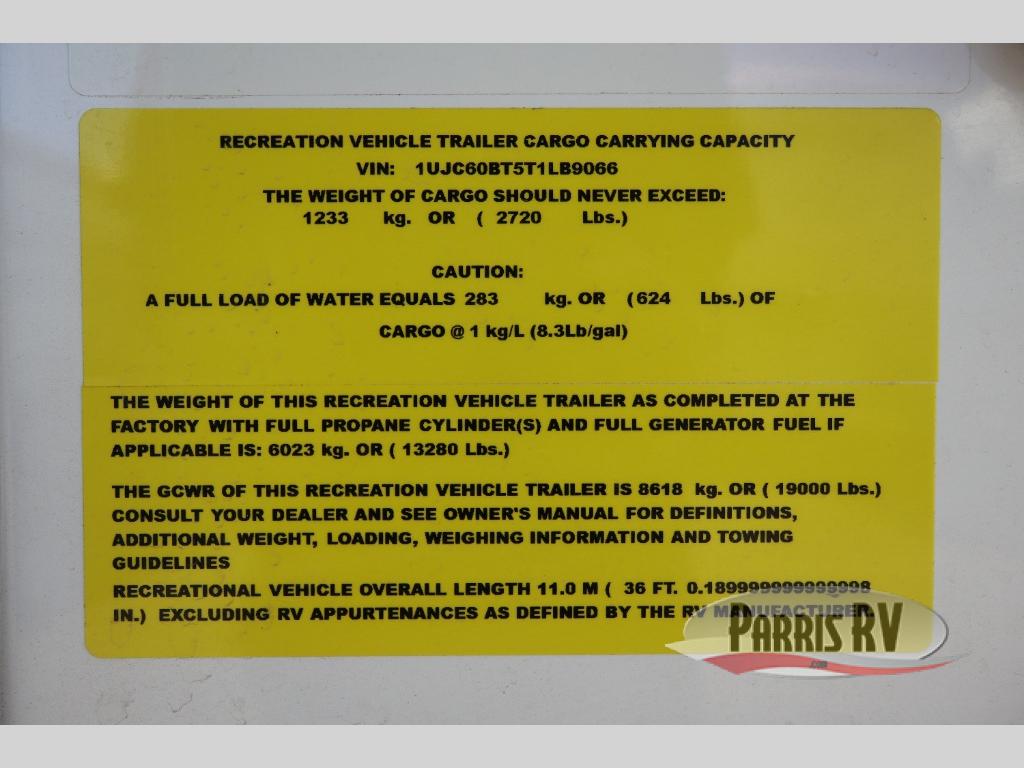 RECREATION VEHICLE TRAILER CARGO CARRYING CAPACITY
VIN: 1UJC60BT5T1LB9066
THE WEIGHT OF CARGO SHOULD NEVER EXCEED:
1233 kg. OR ( 2720 Lbs.)
CAUTION:
A FULL LOAD OF WATER EQUALS 283 kg. OR (624 Lbs.) OF
CARGO @ 1 kg/L (8.3Lb/gal)
THE WEIGHT OF THIS RECREATION VEHICLE TRAILER AS COMPLETED AT THE
FACTORY WITH FULL PROPANE CYLINDER(S) AND FULL GENERATOR FUEL IF
APPLICABLE IS: 6023 kg. OR ( 13280 Lbs.)
THE GCWR OF THIS RECREATION VEHICLE TRAILER IS 8618 kg. OR ( 19000 Lbs.)
CONSULT YOUR DEALER AND SEE OWNER'S MANUAL FOR DEFINITIONS,
ADDITIONAL WEIGHT, LOADING, WEIGHING INFORMATION AND TOWING
GUIDELINES
RECREATIONAL VEHICLE OVERALL LENGTH 11.0 M ( 36 FT. 0.189999999999998
IN.) EXCLUDING RV APPURTENANCES AS DEFINED BY THE RV MANUFACTURER.
PARRIS RV
.com